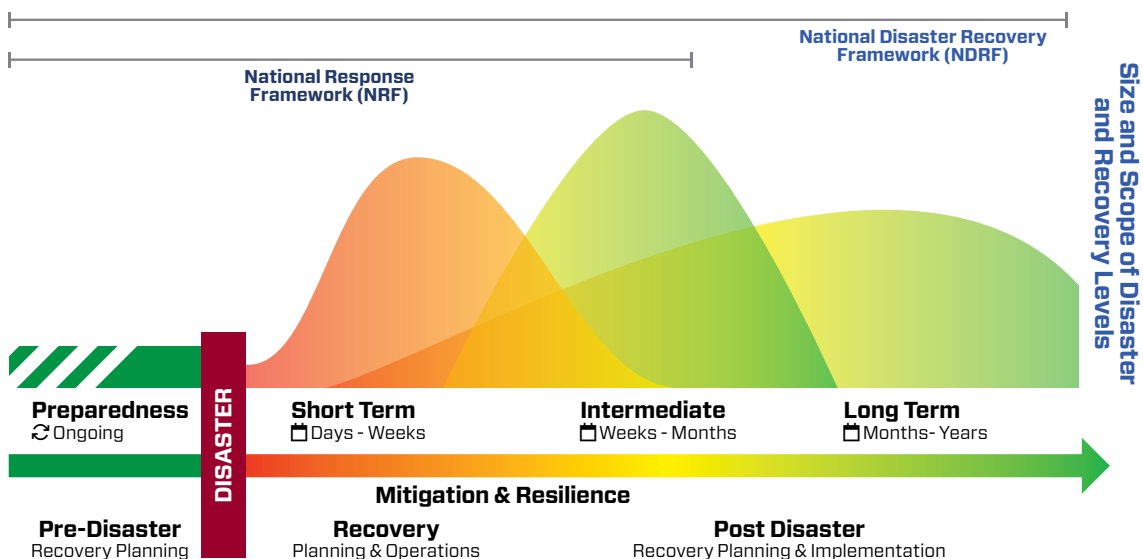 National Disaster Recovery
Framework (NDRF)
National Response
Framework (NRF)
Size and Scope of Disaster
and Recovery Levels
DISASTER
Preparedness
Ongoing
Short Term
Days - Weeks
Intermediate
Weeks - Months
Long Term
Months- Years
Mitigation & Resilience
Pre-Disaster
Recovery Planning
Recovery
Planning & Operations
Post Disaster
Recovery Planning & Implementation